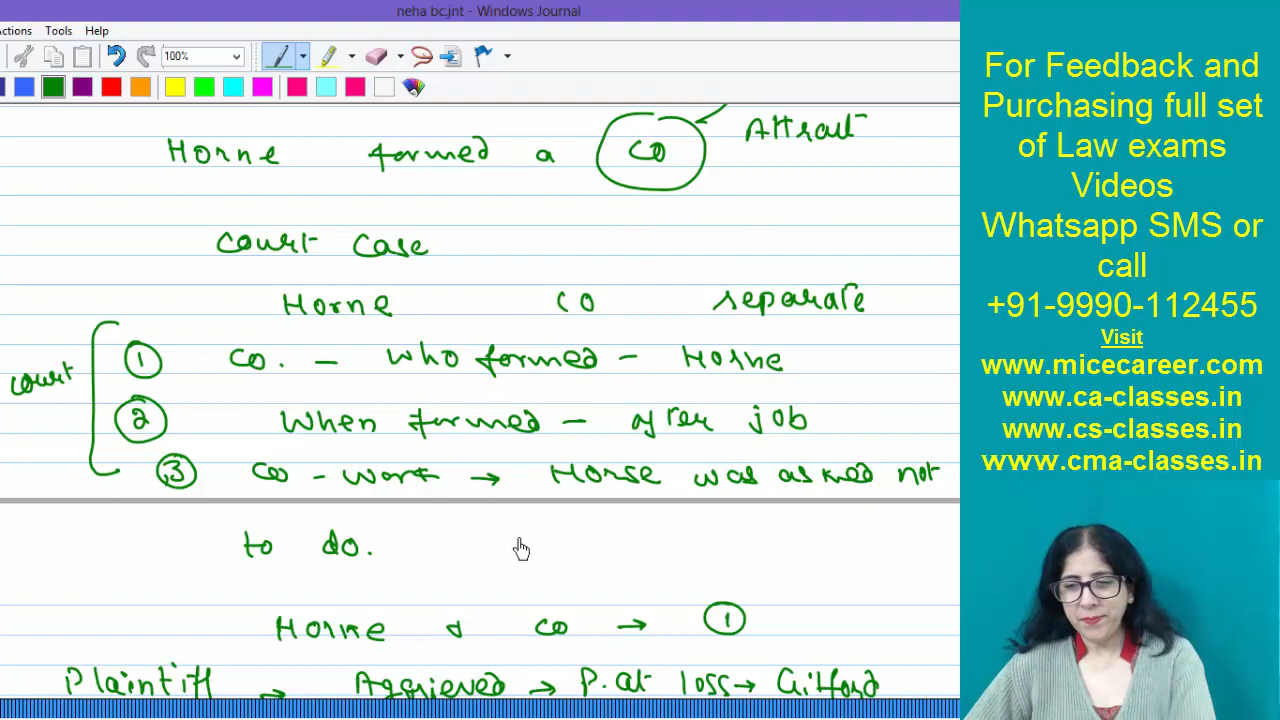 neha bc.jnt - Windows Journal
Actions Tools Help
100%
Horne formed a CO Attract
Court Case
Horne CO separate
court
1 CO. - Who formed - Horne
2 When formed - after job
3 CO - Work → Horse was asked not
to do.
Horne & CO → 1
Plaintiff → Aggrieved → P. at loss → Gilford
For Feedback and
Purchasing full set
of Law exams
Videos
Whatsapp SMS or
call
+91-9990-112455
Visit
www.micecareer.com
www.ca-classes.in
www.cs-classes.in
www.cma-classes.in